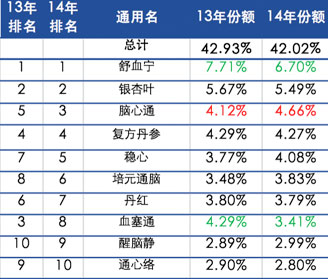 13年排名 14年排名 通用名 13年份额 14年份额
总计 42.93% 42.02%
1 1 舒血宁 7.71% 6.70%
2 2 银杏叶 5.67% 5.49%
5 3 脑心通 4.12% 4.66%
4 4 复方丹参 4.29% 4.27%
7 5 稳心 3.77% 4.08%
8 6 培元通脑 3.48% 3.83%
6 7 丹红 3.80% 3.79%
3 8 血塞通 4.29% 3.41%
10 9 醒脑静 2.89% 2.99%
9 10 通心络 2.90% 2.80%